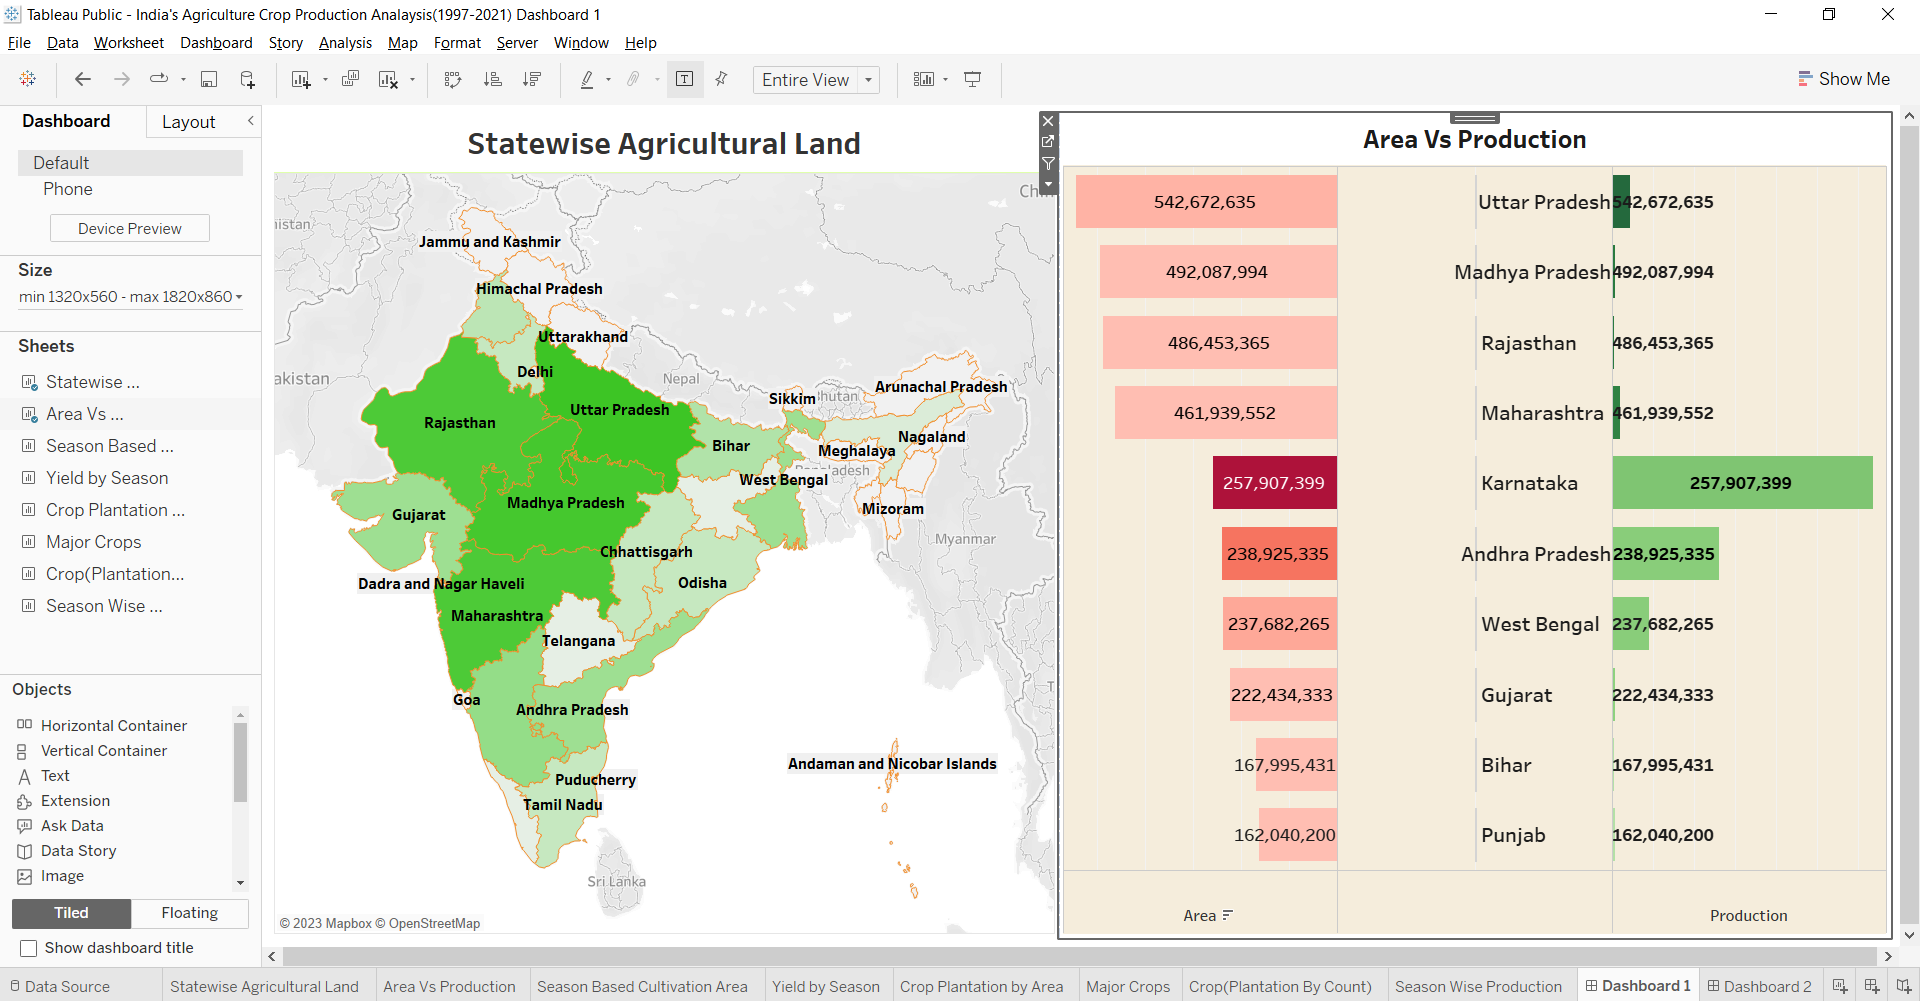 Tableau Public - India's Agriculture Crop Production Analaysis(1997-2021) Dashboard 1
File Data Worksheet Dashboard Story Analysis Map Format Server Window Help
Entire View
Show Me
Dashboard Layout
Default
Phone
Device Preview
Size
min 1320x560 - max 1820x860
Sheets
Statewise ...
Area Vs ...
Season Based ...
Yield by Season
Crop Plantation ...
Major Crops
Crop(Plantation...
Season Wise ...
Objects
Horizontal Container
Vertical Container
Text
Extension
Ask Data
Data Story
Image
Tiled Floating
Show dashboard title
Statewise Agricultural Land
Jammu and Kashmir
Himachal Pradesh
Uttarakhand
Delhi
Nepal
Arunachal Pradesh
Sikkim
Uttar Pradesh
Rajasthan
Nagaland
Bihar
Meghalaya
West Bengal
Madhya Pradesh
Mizoram
Gujarat
Myanmar
Chhattisgarh
Dadra and Nagar Haveli
Odisha
Maharashtra
Telangana
Goa
Andhra Pradesh
Andaman and Nicobar Islands
Puducherry
Tamil Nadu
Sri Lanka
© 2023 Mapbox © OpenStreetMap
Area Vs Production
542,672,635 Uttar Pradesh 542,672,635
492,087,994 Madhya Pradesh 492,087,994
486,453,365 Rajasthan 486,453,365
461,939,552 Maharashtra 461,939,552
257,907,399 Karnataka 257,907,399
238,925,335 Andhra Pradesh 238,925,335
237,682,265 West Bengal 237,682,265
222,434,333 Gujarat 222,434,333
167,995,431 Bihar 167,995,431
162,040,200 Punjab 162,040,200
Area Production
Data Source Statewise Agricultural Land Area Vs Production Season Based Cultivation Area Yield by Season Crop Plantation by Area Major Crops Crop(Plantation By Count) Season Wise Production Dashboard 1 Dashboard 2